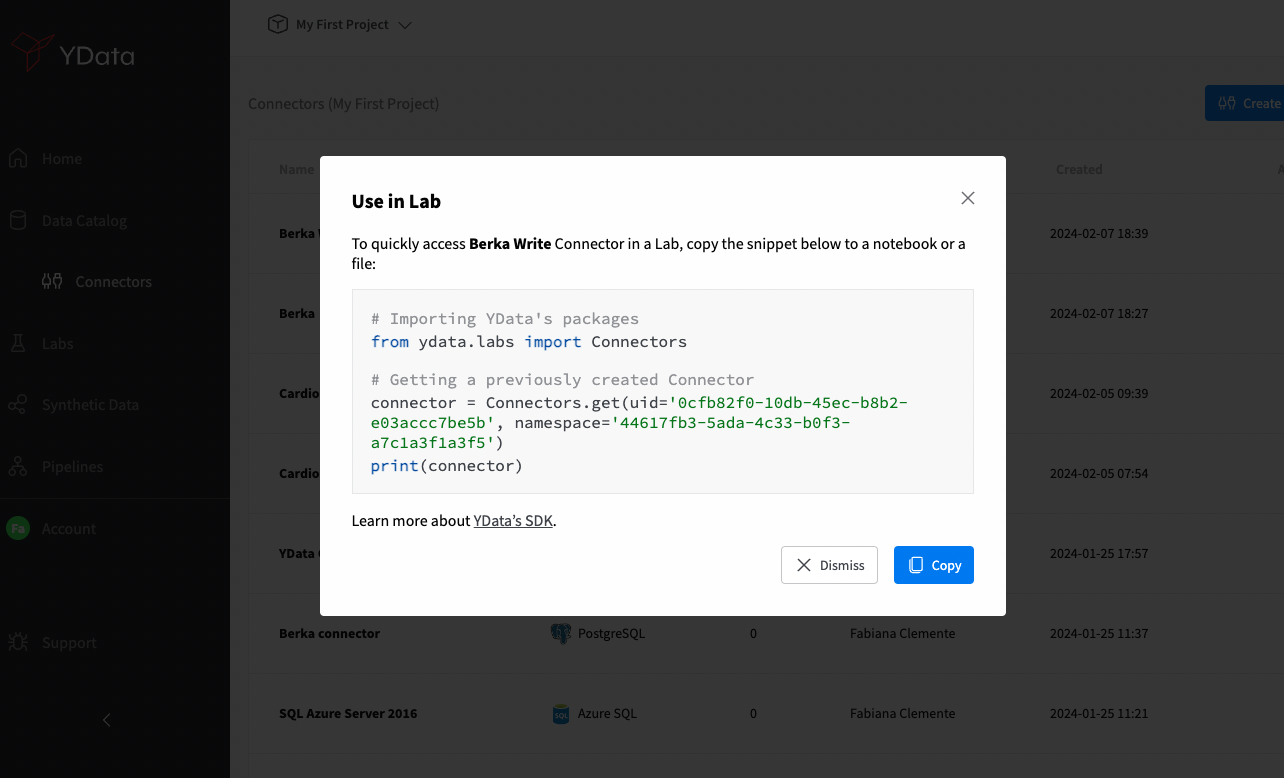 YData
Home
Data Catalog
Connectors
Labs
Synthetic Data
Pipelines
Fa Account
Support
My First Project
Connectors (My First Project)
Create
Name Created
Berka 2024-02-07 18:39
Berka 2024-02-07 18:27
Cardio 2024-02-05 09:39
Cardio 2024-02-05 07:54
YData 2024-01-25 17:57
Berka connector PostgreSQL 0 Fabiana Clemente 2024-01-25 11:37
SQL Azure Server 2016 SQL Azure SQL 0 Fabiana Clemente 2024-01-25 11:21
Use in Lab
To quickly access Berka Write Connector in a Lab, copy the snippet below to a notebook or a
file:
# Importing YData's packages
from ydata.labs import Connectors
# Getting a previously created Connector
connector = Connectors.get(uid='0cfb82f0-10db-45ec-b8b2-
e03accc7be5b', namespace='44617fb3-5ada-4c33-b0f3-
a7c1a3f1a3f5')
print(connector)
Learn more about YData’s SDK.
Dismiss
Copy